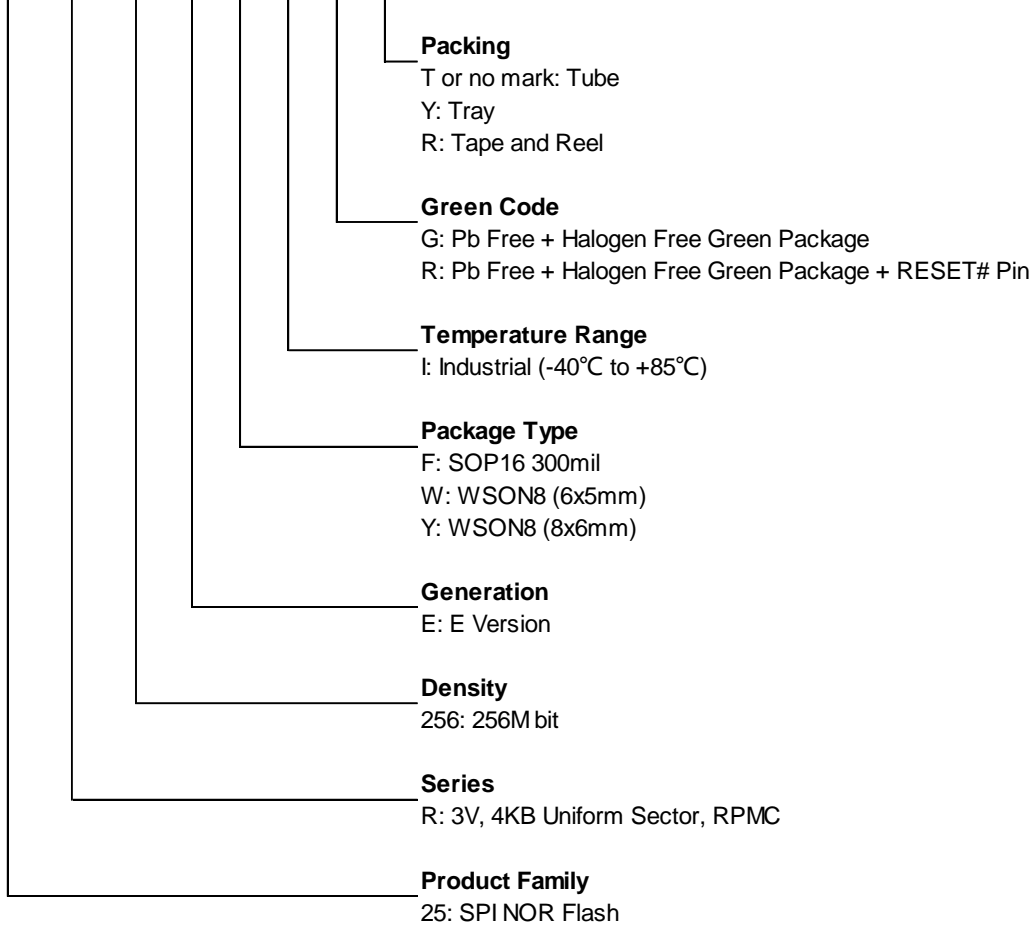 Packing
T or no mark: Tube
Y: Tray
R: Tape and Reel
Green Code
G: Pb Free + Halogen Free Green Package
R: Pb Free + Halogen Free Green Package + RESET# Pin
Temperature Range
I: Industrial (-40℃ to +85℃)
Package Type
F: SOP16 300mil
W: WSON8 (6x5mm)
Y: WSON8 (8x6mm)
Generation
E: E Version
Density
256: 256M bit
Series
R: 3V, 4KB Uniform Sector, RPMC
Product Family
25: SPI NOR Flash